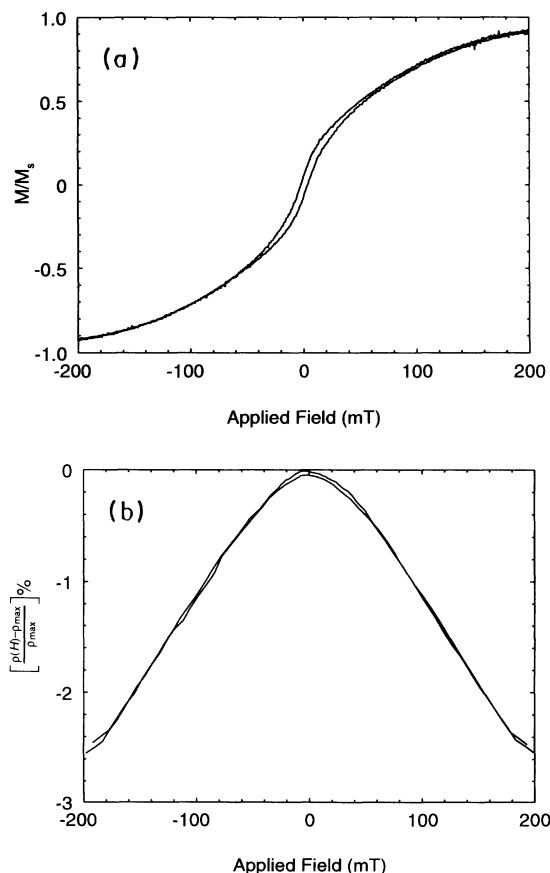 (a)
1.0
0.5
0
-0.5
-1.0
M/Ms
-200 -100 0 100 200
Applied Field (mT)
(b)
0
-1
-2
-3
[ρ(H)-ρmax / ρmax]%
-200 -100 0 100 200
Applied Field (mT)